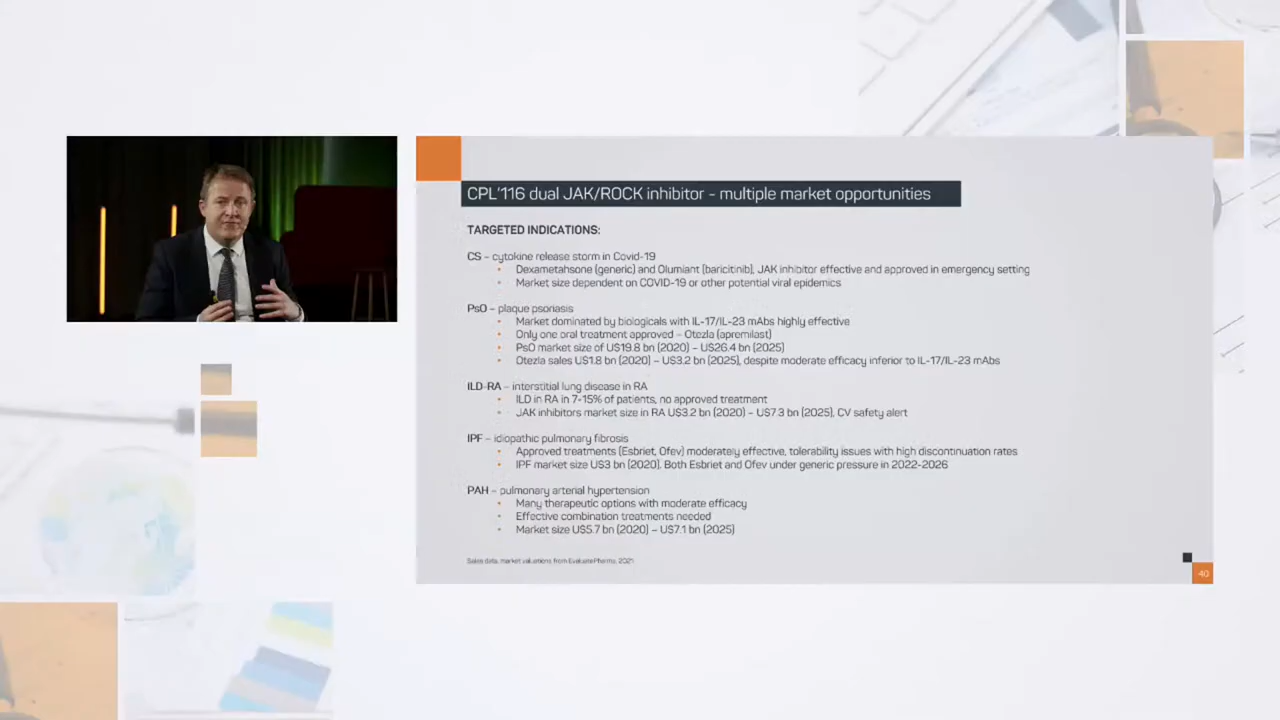 CPL'116 dual JAK/ROCK inhibitor - multiple market opportunities
TARGETED INDICATIONS:
CS – cytokine release storm in Covid-19
• Dexametahsone (generic) and Olumiant (baricitinib), JAK inhibitor effective and approved in emergency setting
• Market size dependent on COVID-19 or other potential viral epidemics
PsO – plaque psoriasis
• Market dominated by biologicals with IL-17/IL-23 mAbs highly effective
• Only one oral treatment approved – Otezla (apremilast)
• PsO market size of U$19.8 bn (2020) – U$26.4 bn (2025)
• Otezla sales U$1.8 bn (2020) – U$3.2 bn (2025), despite moderate efficacy inferior to IL-17/IL-23 mAbs
ILD-RA – interstitial lung disease in RA
• ILD in RA in 7-15% of patients, no approved treatment
• JAK inhibitors market size in RA U$3.2 bn (2020) – U$7.3 bn (2025), CV safety alert
IPF – idiopathic pulmonary fibrosis
• Approved treatments (Esbriet, Ofev) moderately effective, tolerability issues with high discontinuation rates
• IPF market size U$3 bn (2020), Both Esbriet and Ofev under generic pressure in 2022-2026
PAH – pulmonary arterial hypertension
• Many therapeutic options with moderate efficacy
• Effective combination treatments needed
• Market size U$5.7 bn (2020) – U$7.1 bn (2025)
Sales data, market valuations from EvaluatePharma, 2021
40